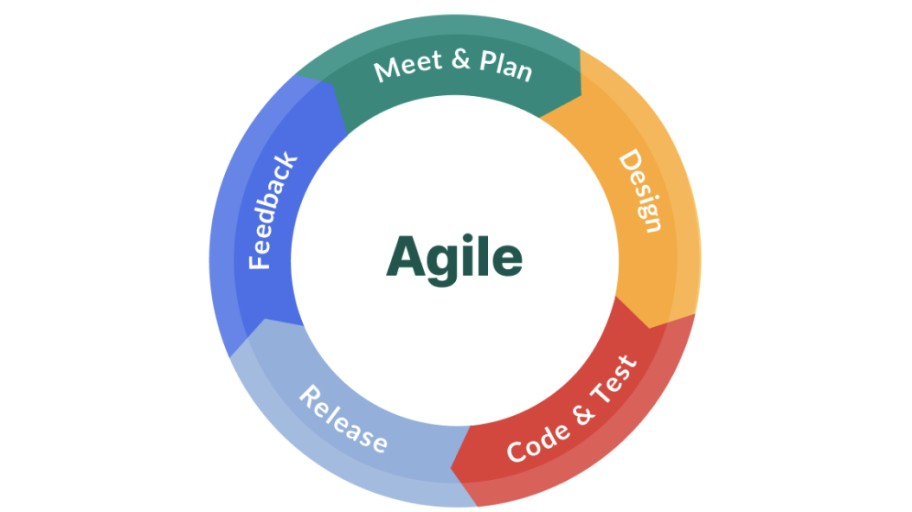 Meet & Plan
Design
Code & Test
Release
Feedback
Agile